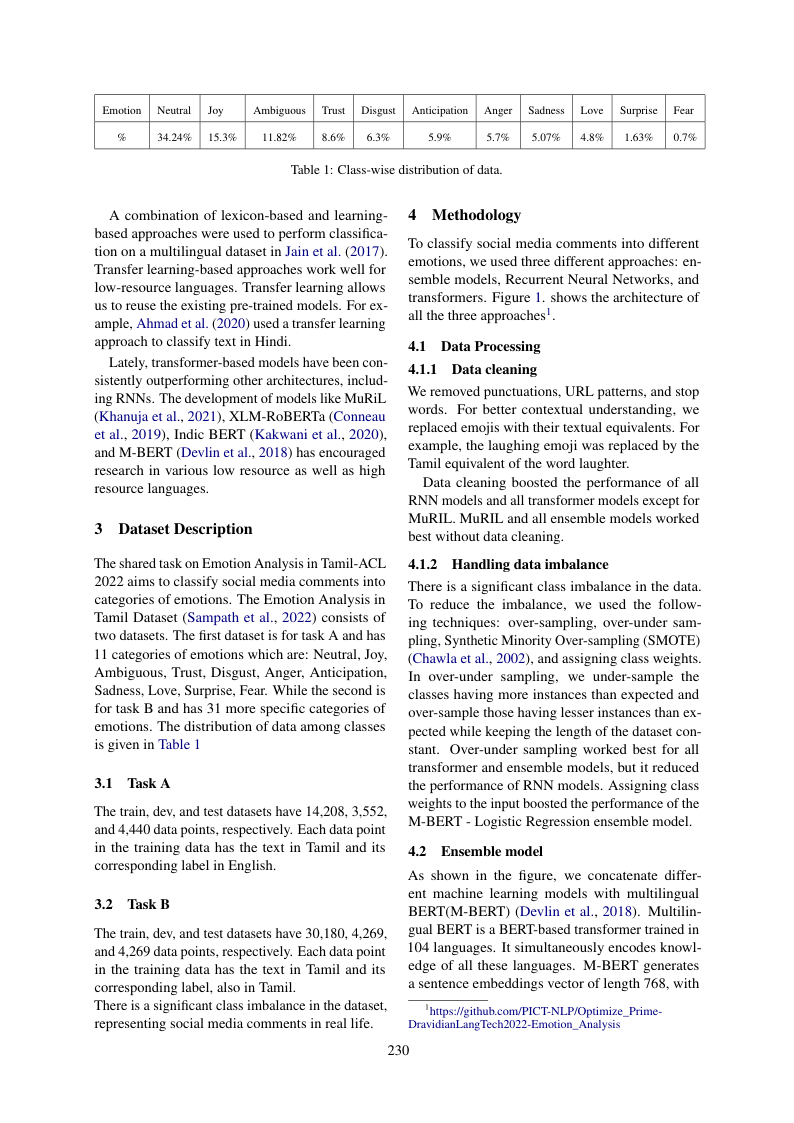 Emotion Neutral Joy Ambiguous Trust Disgust Anticipation Anger Sadness Love Surprise Fear
% 34.24% 15.3% 11.82% 8.6% 6.3% 5.9% 5.7% 5.07% 4.8% 1.63% 0.7%
Table 1: Class-wise distribution of data.
A combination of lexicon-based and learning-
based approaches were used to perform classifica-
tion on a multilingual dataset in Jain et al. (2017).
Transfer learning-based approaches work well for
low-resource languages. Transfer learning allows
us to reuse the existing pre-trained models. For ex-
ample, Ahmad et al. (2020) used a transfer learning
approach to classify text in Hindi.
Lately, transformer-based models have been con-
sistently outperforming other architectures, includ-
ing RNNs. The development of models like MuRiL
(Khanuja et al., 2021), XLM-RoBERTa (Conneau
et al., 2019), Indic BERT (Kakwani et al., 2020),
and M-BERT (Devlin et al., 2018) has encouraged
research in various low resource as well as high
resource languages.
3 Dataset Description
The shared task on Emotion Analysis in Tamil-ACL
2022 aims to classify social media comments into
categories of emotions. The Emotion Analysis in
Tamil Dataset (Sampath et al., 2022) consists of
two datasets. The first dataset is for task A and has
11 categories of emotions which are: Neutral, Joy,
Ambiguous, Trust, Disgust, Anger, Anticipation,
Sadness, Love, Surprise, Fear. While the second is
for task B and has 31 more specific categories of
emotions. The distribution of data among classes
is given in Table 1
3.1 Task A
The train, dev, and test datasets have 14,208, 3,552,
and 4,440 data points, respectively. Each data point
in the training data has the text in Tamil and its
corresponding label in English.
3.2 Task B
The train, dev, and test datasets have 30,180, 4,269,
and 4,269 data points, respectively. Each data point
in the training data has the text in Tamil and its
corresponding label, also in Tamil.
There is a significant class imbalance in the dataset,
representing social media comments in real life.
4 Methodology
To classify social media comments into different
emotions, we used three different approaches: en-
semble models, Recurrent Neural Networks, and
transformers. Figure 1. shows the architecture of
all the three approaches1.
4.1 Data Processing
4.1.1 Data cleaning
We removed punctuations, URL patterns, and stop
words. For better contextual understanding, we
replaced emojis with their textual equivalents. For
example, the laughing emoji was replaced by the
Tamil equivalent of the word laughter.
Data cleaning boosted the performance of all
RNN models and all transformer models except for
MuRIL. MuRIL and all ensemble models worked
best without data cleaning.
4.1.2 Handling data imbalance
There is a significant class imbalance in the data.
To reduce the imbalance, we used the follow-
ing techniques: over-sampling, over-under sam-
pling, Synthetic Minority Over-sampling (SMOTE)
(Chawla et al., 2002), and assigning class weights.
In over-under sampling, we under-sample the
classes having more instances than expected and
over-sample those having lesser instances than ex-
pected while keeping the length of the dataset con-
stant. Over-under sampling worked best for all
transformer and ensemble models, but it reduced
the performance of RNN models. Assigning class
weights to the input boosted the performance of the
M-BERT - Logistic Regression ensemble model.
4.2 Ensemble model
As shown in the figure, we concatenate differ-
ent machine learning models with multilingual
BERT(M-BERT) (Devlin et al., 2018). Multilin-
gual BERT is a BERT-based transformer trained in
104 languages. It simultaneously encodes knowl-
edge of all these languages. M-BERT generates
a sentence embeddings vector of length 768, with
1https://github.com/PICT-NLP/Optimize_Prime-
DravidianLangTech2022-Emotion_Analysis
230